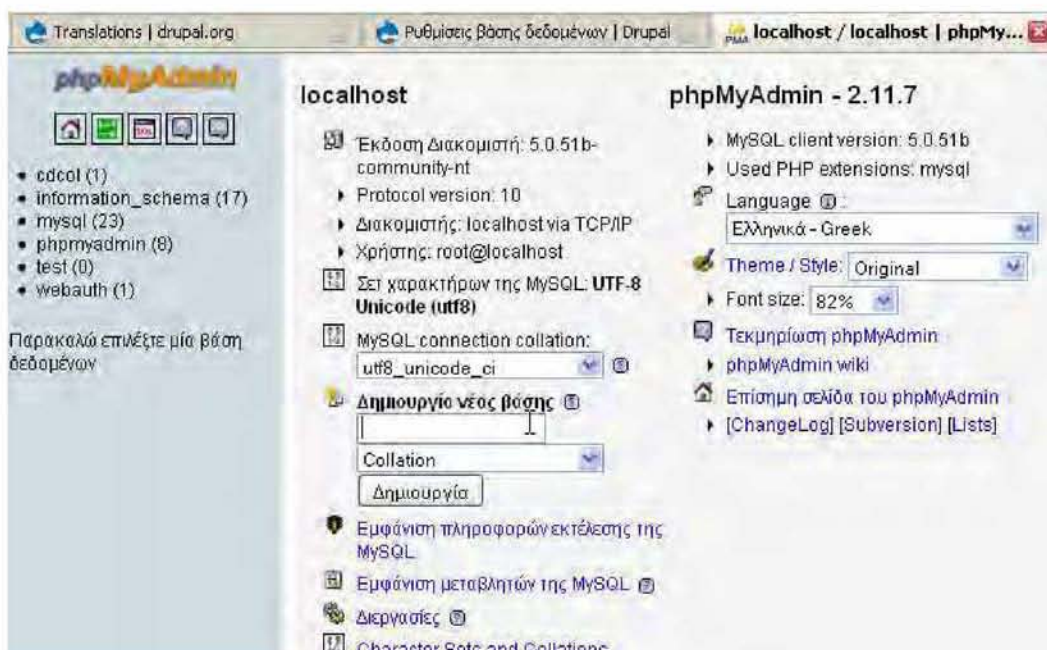 Translations | drupal.org
Ρυθμίσεις βάσης δεδομένων | Drupal
localhost / localhost | phpMy...
phpMyAdmin
cdcol (1)
information_schema (17)
mysql (23)
phpmyadmin (8)
test (0)
webauth (1)
Παρακαλώ επιλέξτε μία βάση
δεδομένων
localhost
Έκδοση Διακομιστή: 5.0.51b-
community-nt
Protocol version: 10
Διακομιστής: localhost via TCP/IP
Χρήστης: root@localhost
Σετ χαρακτήρων της MySQL: UTF-8
Unicode (utf8)
MySQL connection collation:
utf8_unicode_ci
Δημιουργία νέας βάσης
Collation
Δημιουργία
Εμφάνιση πληροφορών εκτέλεσης της
MySQL
Εμφάνιση μεταβλητών της MySQL
Διεργασίες
Character Sets and Collations
phpMyAdmin - 2.11.7
MySQL client version: 5.0.51b
Used PHP extensions: mysql
Language :
Ελληνικά - Greek
Theme / Style: Original
Font size: 82%
Τεκμηρίωση phpMyAdmin
phpMyAdmin wiki
Επίσημη σελίδα του phpMyAdmin
[ChangeLog] [Subversion] [Lists]